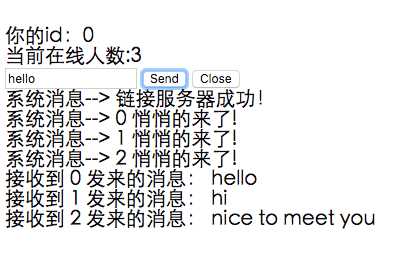 你的id：0
当前在线人数:3
hello Send Close
系统消息--> 链接服务器成功！
系统消息--> 0 悄悄的来了!
系统消息--> 1 悄悄的来了!
系统消息--> 2 悄悄的来了!
接收到 0 发来的消息： hello
接收到 1 发来的消息： hi
接收到 2 发来的消息： nice to meet you